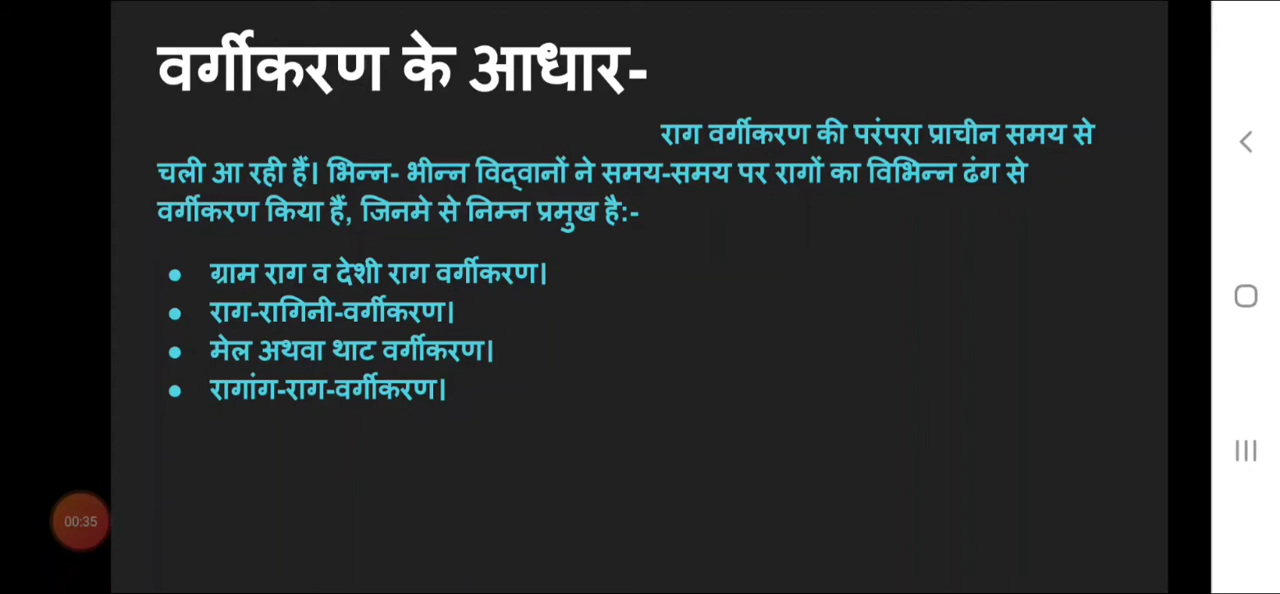 वर्गीकरण के आधार-
राग वर्गीकरण की परंपरा प्राचीन समय से
चली आ रही हैं। भिन्न- भीन्न विद्वानों ने समय-समय पर रागों का विभिन्न ढंग से
वर्गीकरण किया हैं, जिनमे से निम्न प्रमुख है:-
● ग्राम राग व देशी राग वर्गीकरण।
● राग-रागिनी-वर्गीकरण।
● मेल अथवा थाट वर्गीकरण।
● रागांग-राग-वर्गीकरण।
00:35